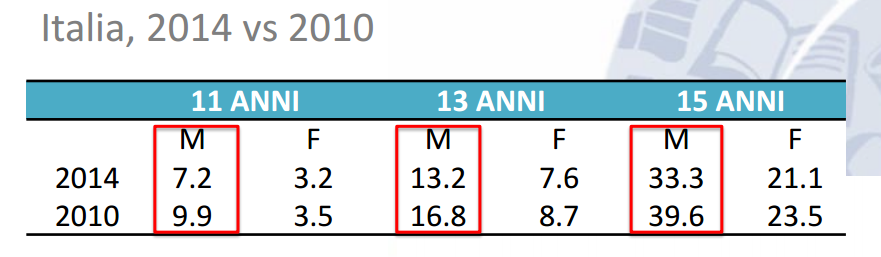 Italia, 2014 vs 2010
11 ANNI 13 ANNI 15 ANNI
M F M F M F
2014 7.2 3.2 13.2 7.6 33.3 21.1
2010 9.9 3.5 16.8 8.7 39.6 23.5